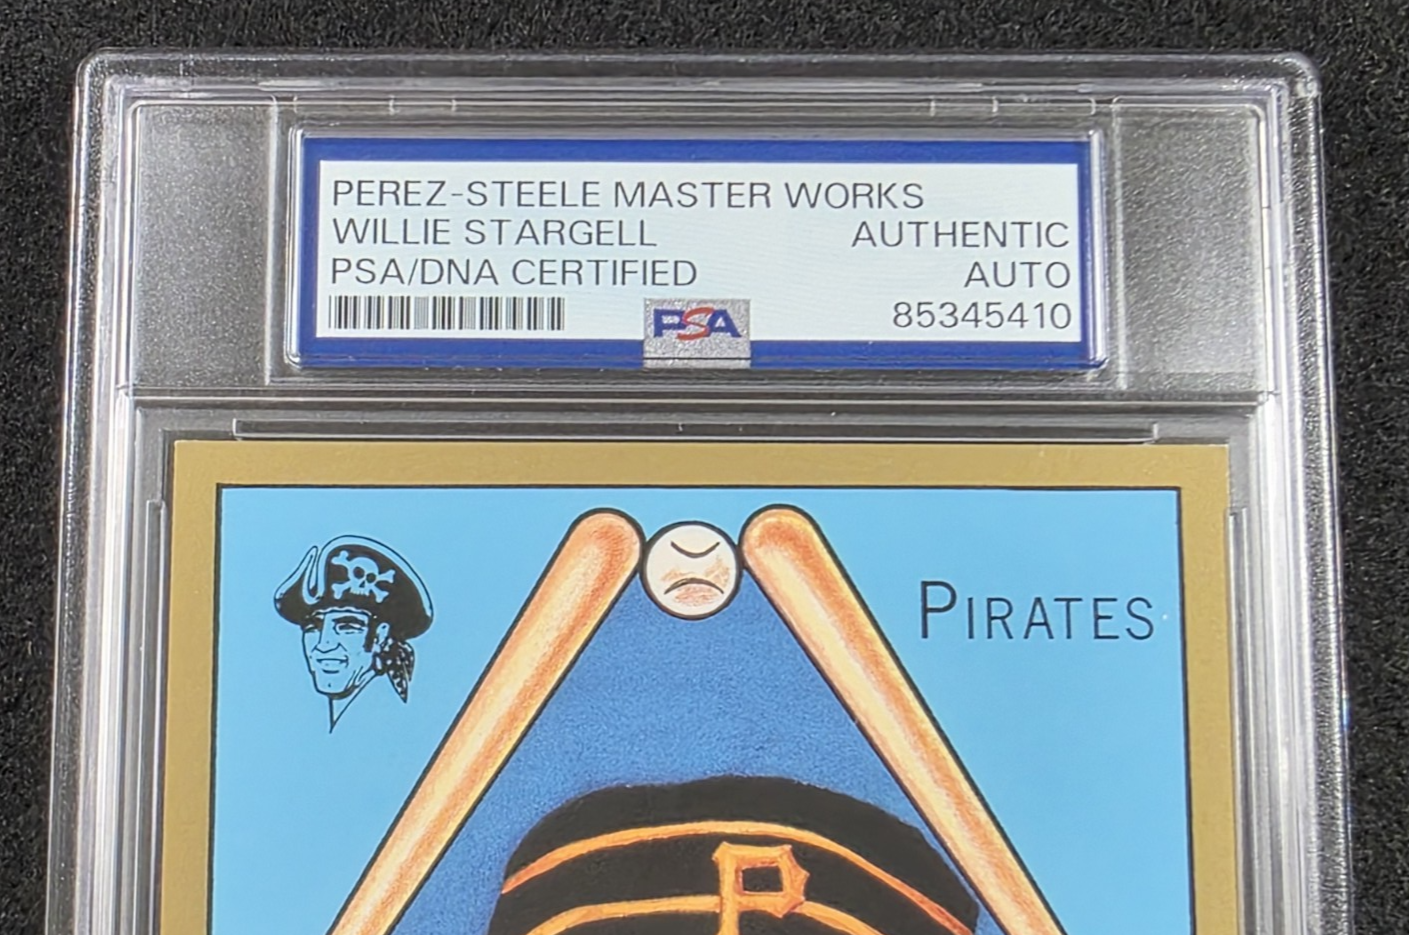 PEREZ-STEELE MASTER WORKS
WILLIE STARGELL AUTHENTIC
PSA/DNA CERTIFIED AUTO
PSA 85345410
PIRATES
P